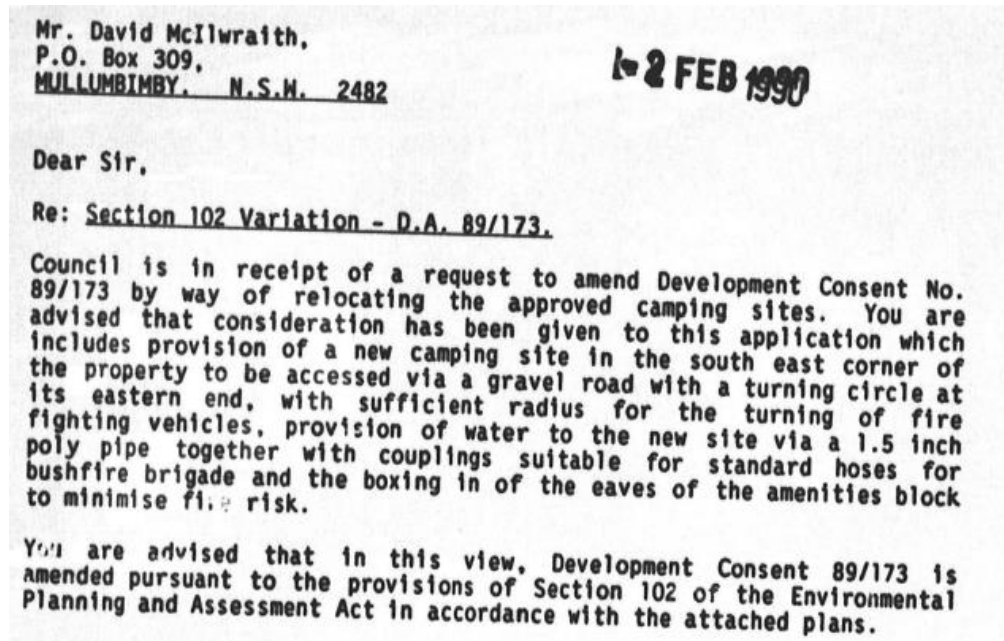 Mr. David McIlwraith,
P.O. Box 309,
MULLUMBIMBY. N.S.W. 2482
- 2 FEB 1990
Dear Sir,
Re: Section 102 Variation - D.A. 89/173.
Council is in receipt of a request to amend Development Consent No.
89/173 by way of relocating the approved camping sites. You are
advised that consideration has been given to this application which
includes provision of a new camping site in the south east corner of
the property to be accessed via a gravel road with a turning circle at
its eastern end, with sufficient radius for the turning of fire
fighting vehicles, provision of water to the new site via a 1.5 inch
poly pipe together with couplings suitable for standard hoses for
bushfire brigade and the boxing in of the eaves of the amenities block
to minimise fire risk.
You are advised that in this view, Development Consent 89/173 is
amended pursuant to the provisions of Section 102 of the Environmental
Planning and Assessment Act in accordance with the attached plans.